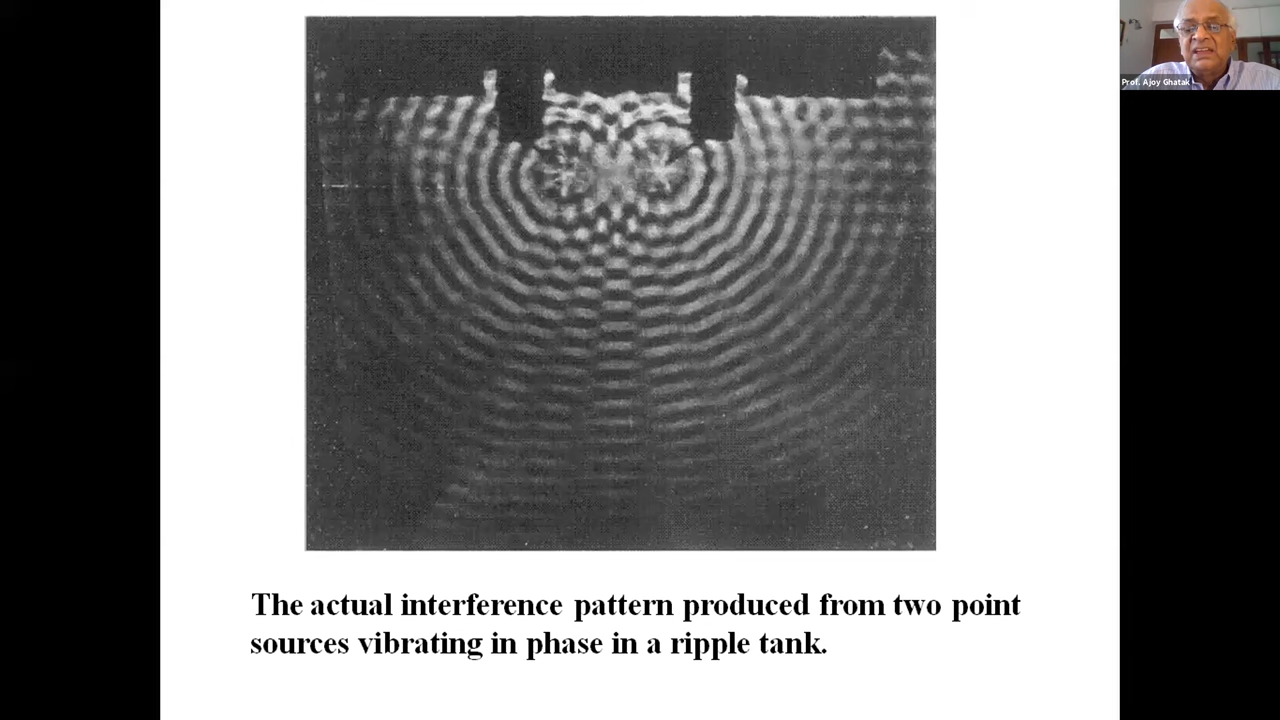 Prof. Ajoy Ghatak
The actual interference pattern produced from two point
sources vibrating in phase in a ripple tank.